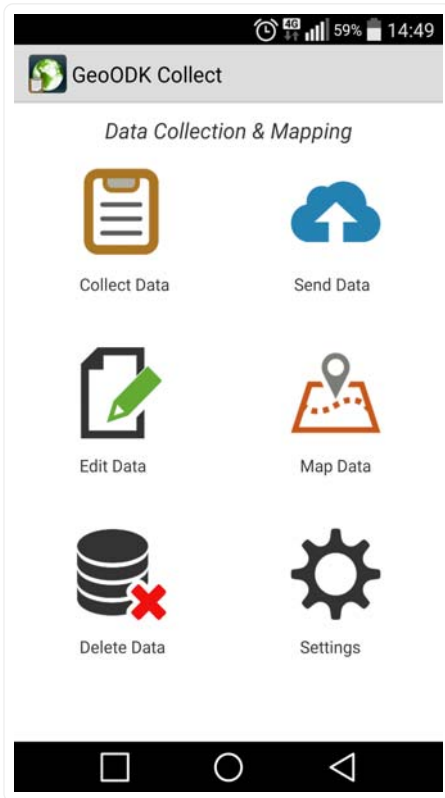 4G 59% 14:49
GeoODK Collect
Data Collection & Mapping
Collect Data Send Data
Edit Data Map Data
Delete Data Settings